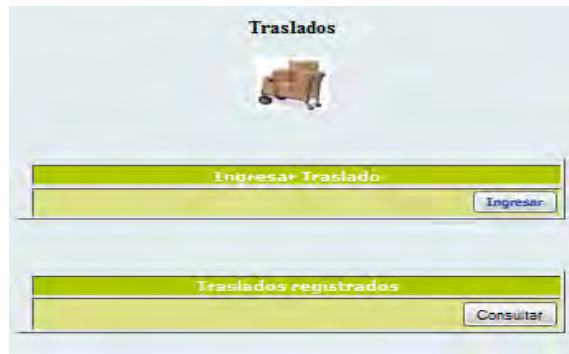 Traslados
Ingresar Traslado
Ingresar
Traslados registrados
Consultar